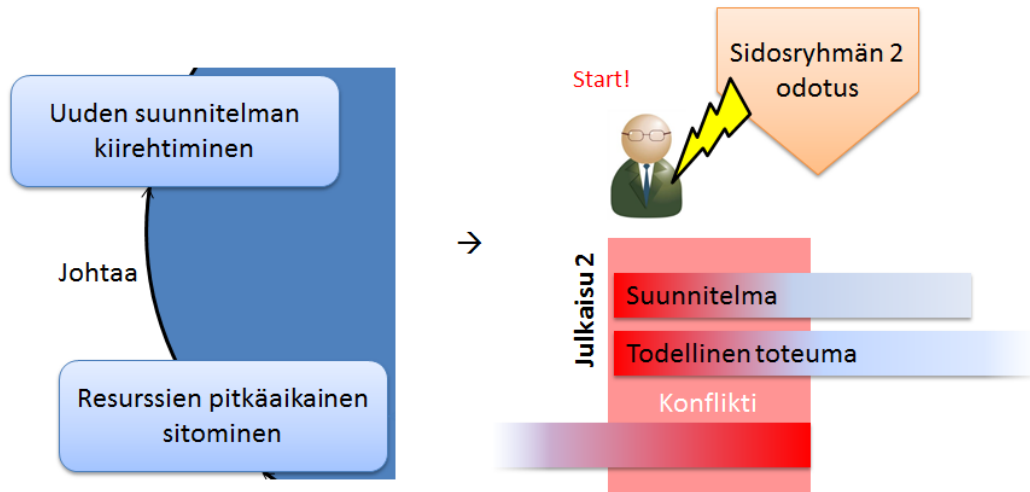 Uuden suunnitelman
kiirehtiminen
Johtaa
Resurssien pitkäaikainen
sitominen
→
Start!
Sidosryhmän 2
odotus
Julkaisu 2
Suunnitelma
Todellinen toteuma
Konflikti